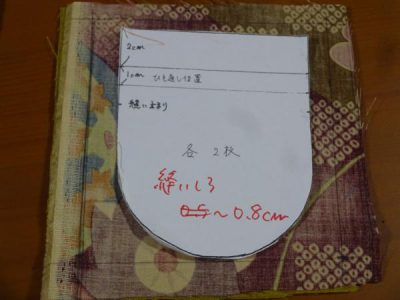 2cm
1cm ひも通し位置
縫い止まり
各 2枚
縫いしろ
0.5〜0.8cm